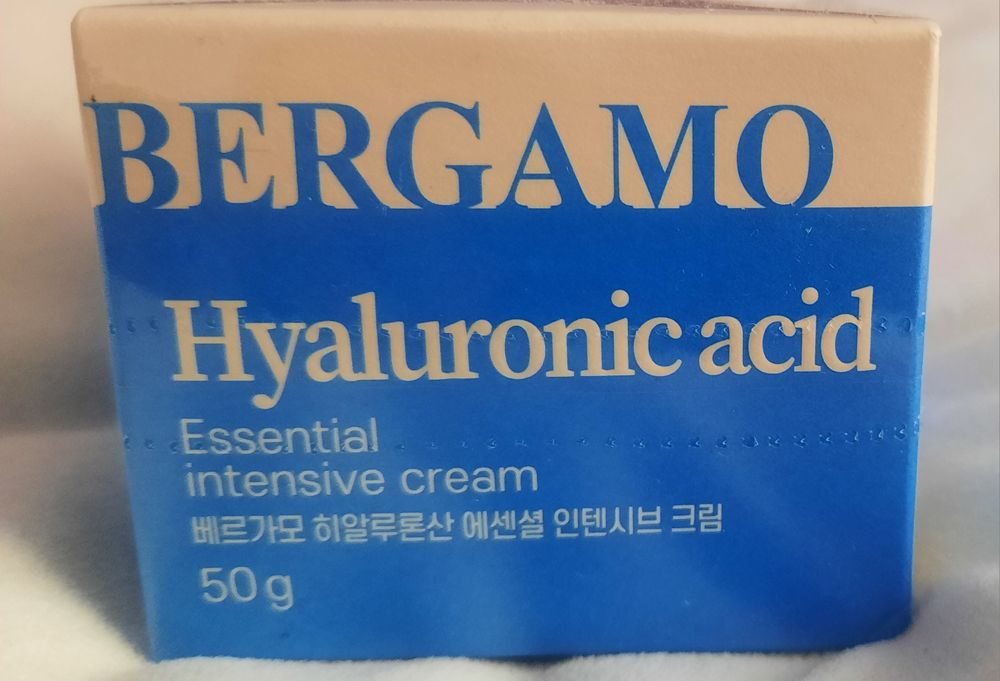 BERGAMO
Hyaluronic acid
Essential
intensive cream
베르가모 히알루론산 에센셜 인텐시브 크림
50g